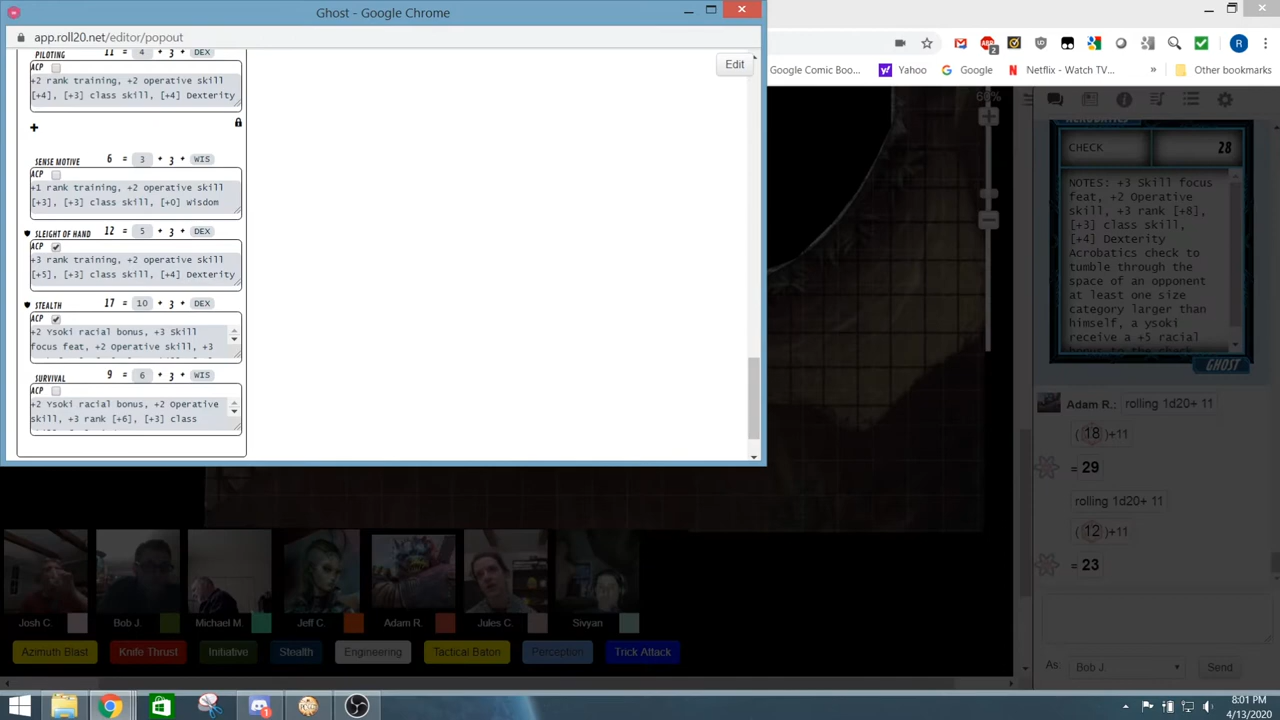 Ghost - Google Chrome
app.roll20.net/editor/popout
Edit
PILOTING 11 = 4 + 3 + DEX
ACP
+2 rank training, +2 operative skill
[+4], [+3] class skill, [+4] Dexterity
+
SENSE MOTIVE 6 = 3 + 3 + WIS
ACP
+1 rank training, +2 operative skill
[+3], [+3] class skill, [+0] wisdom
SLEIGHT OF HAND 12 = 5 + 3 + DEX
ACP
+3 rank training, +2 operative skill
[+5], [+3] class skill, [+4] Dexterity
STEALTH 17 = 10 + 3 + DEX
ACP
+2 Ysoki racial bonus, +3 Skill
focus feat, +2 Operative skill, +3
SURVIVAL 9 = 6 + 3 + WIS
ACP
+2 Ysoki racial bonus, +2 Operative
skill, +3 rank [+6], [+3] class
Google Comic Boo...
Yahoo
Google
Netflix - Watch TV...
»
Other bookmarks
R
2
CHECK 28
NOTES: +3 Skill focus
feat, +2 Operative
skill, +3 rank [+8],
[+3] class skill,
[+4] Dexterity
Acrobatics check to
tumble through the
space of an opponent
at least one size
category larger than
himself, a ysoki
receive a +5 racial
bonus to the check
GHOST
Adam R.: rolling 1d20+ 11
(18)+11
= 29
rolling 1d20+ 11
(12)+11
= 23
As: Bob J. Send
Josh C.
Bob J.
Michael M.
Jeff C.
Adam R.
Jules C.
Sivyan
Azimuth Blast
Knife Thrust
Initiative
Stealth
Engineering
Tactical Baton
Perception
Trick Attack
1
8:01 PM
4/13/2020